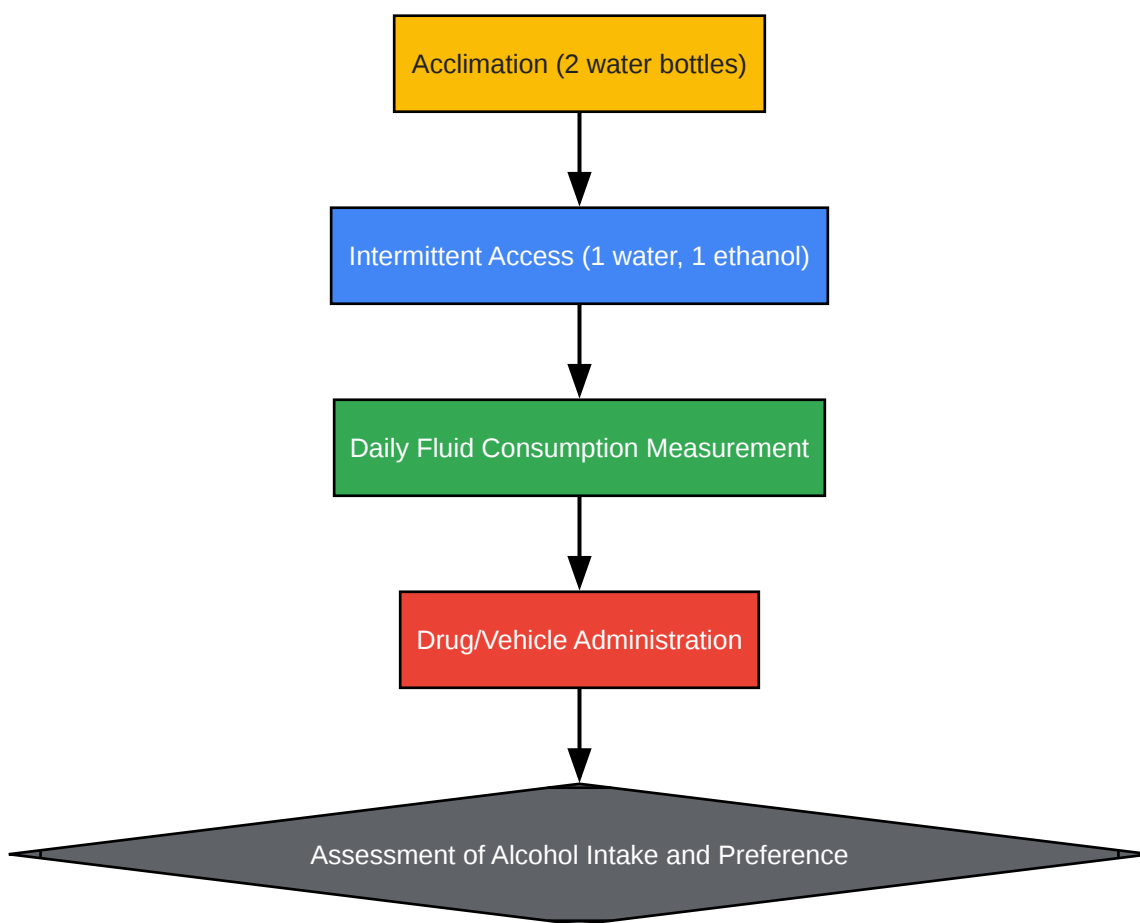 Acclimation (2 water bottles)
Intermittent Access (1 water, 1 ethanol)
Daily Fluid Consumption Measurement
Drug/Vehicle Administration
Assessment of Alcohol Intake and Preference